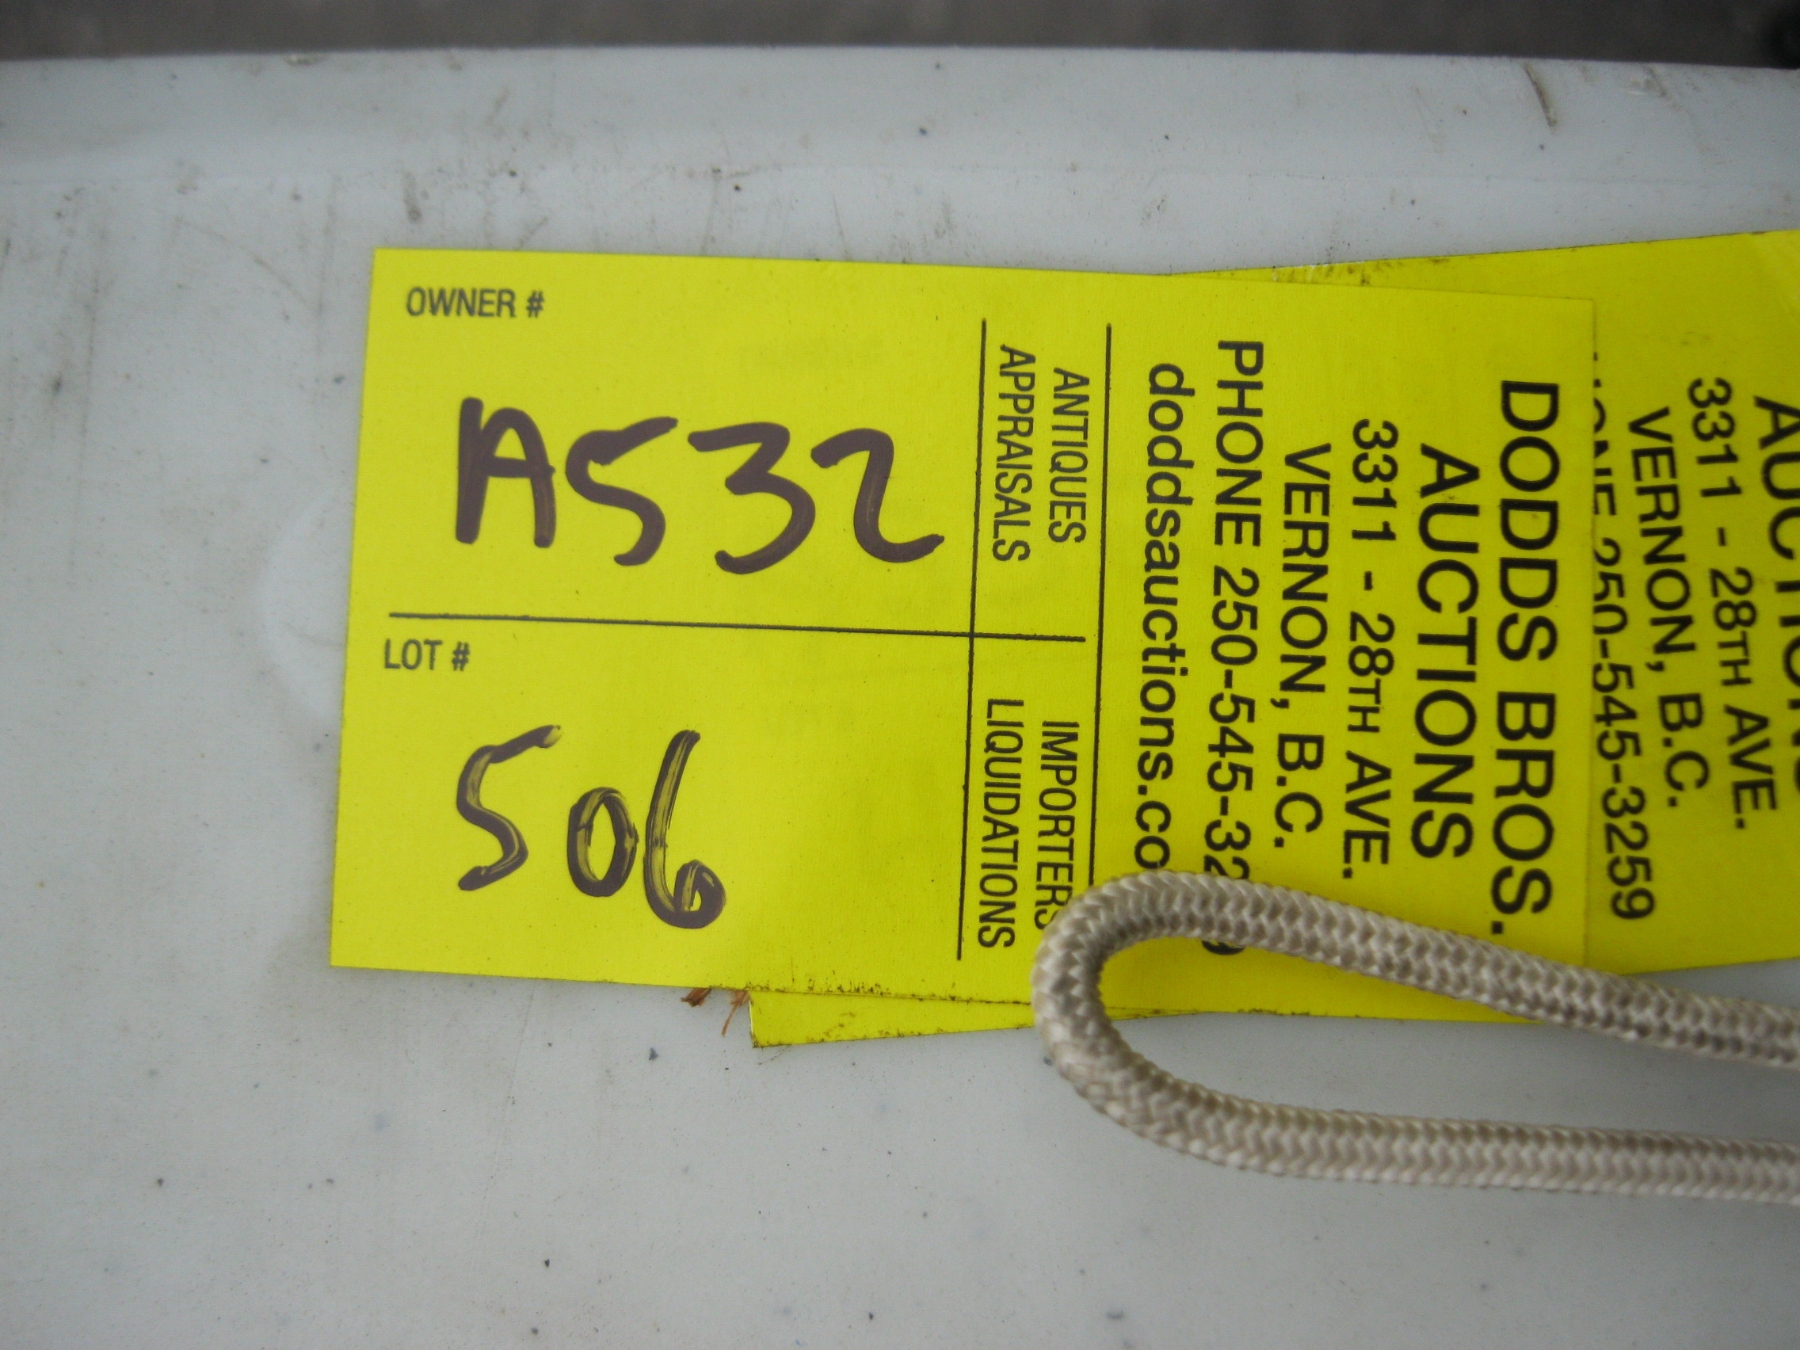 OWNER #
A532
LOT #
506
ANTIQUES
APPRAISALS
IMPORTERS
LIQUIDATIONS
DODDS BROS.
AUCTIONS
3311 - 28TH AVE.
VERNON, B.C.
PHONE 250-545-32
doddsauctions.co
AUCTIONS
3311 - 28TH AVE.
VERNON, B.C.
250-545-3259